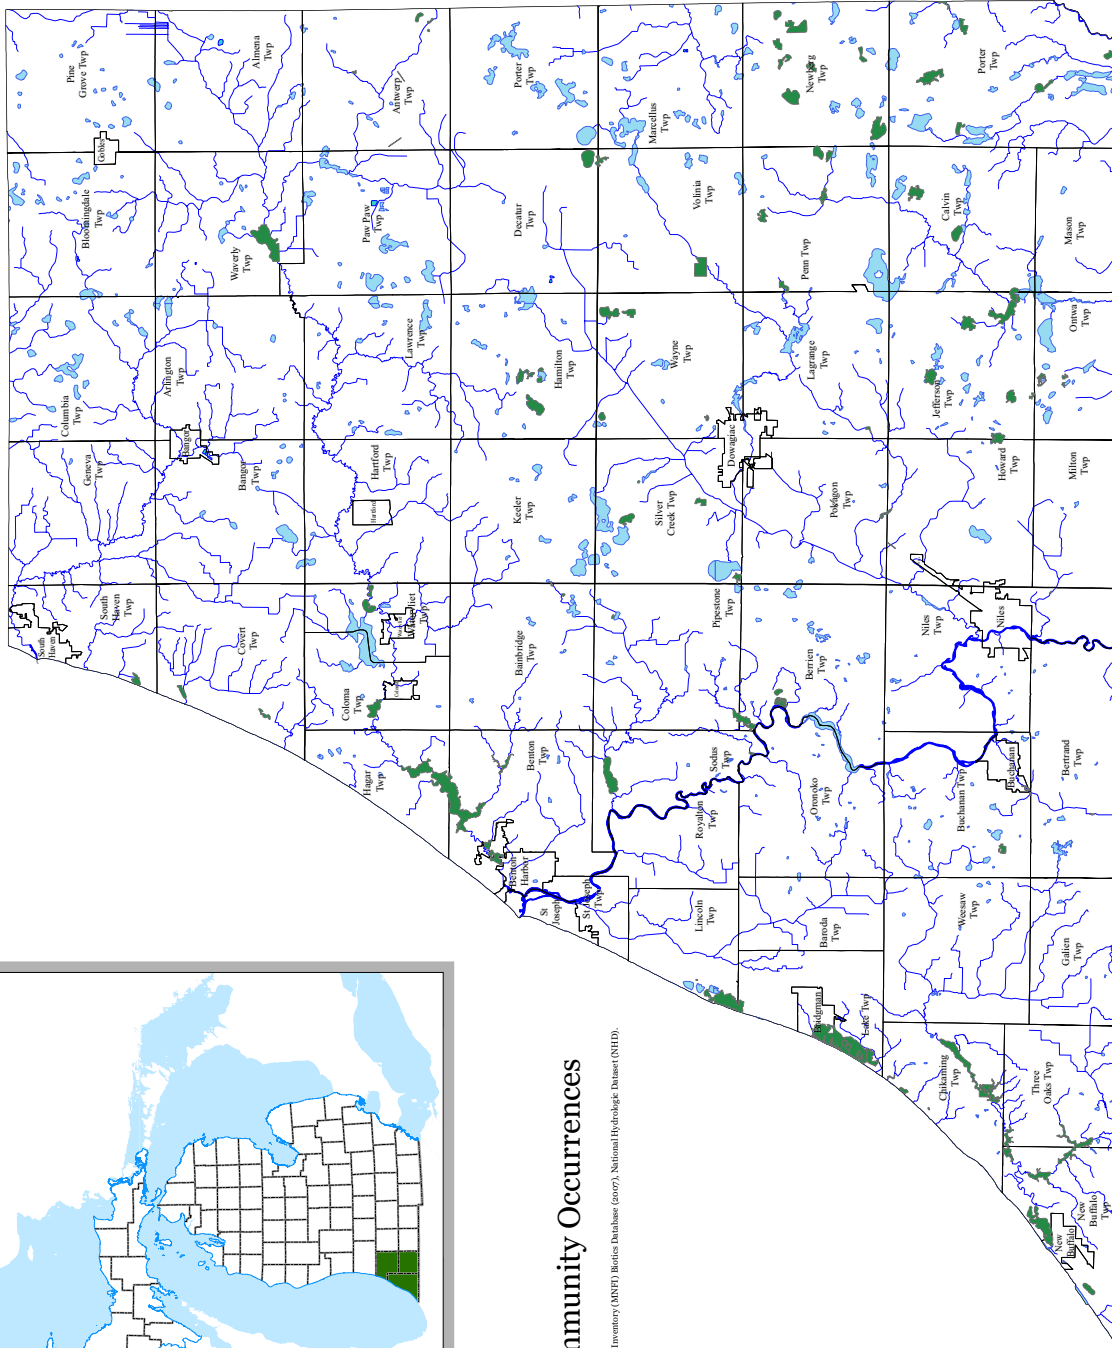 Pine
Grove Twp
Almena
Twp
Antwerp
Twp
Porter
Twp
Marcellus
Twp
Newberg
Twp
Porter
Twp
Gobles
Bloomingdale
Twp
Waverly
Twp
Paw Paw
Twp
Decatur
Twp
Volinia
Twp
Penn Twp
Calvin
Twp
Mason
Twp
Columbia
Twp
Arlington
Twp
Lawrence
Twp
Hamilton
Twp
Wayne
Twp
Lagrange
Twp
Jefferson
Twp
Ontwa
Twp
Geneva
Twp
Bangor
Bangor
Twp
Hartford
Twp
Hartford
Keeler
Twp
Silver
Creek Twp
Dowagiac
Pokagon
Twp
Howard
Twp
Milton
Twp
South
Haven
South
Haven
Twp
Covert
Twp
Watervliet
Twp
Coloma
Twp
Bainbridge
Twp
Pipestone
Twp
Berrien
Twp
Niles
Twp
Niles
Hagar
Twp
Benton
Twp
Sodus
Twp
Royalton
Twp
Oronoko
Twp
Buchanan Twp
Buchanan
Bertrand
Twp
Benton
Harbor
St
Joseph
St Joseph
Twp
Lincoln
Twp
Baroda
Twp
Weesaw
Twp
Galien
Twp
Bridgman
Lake Twp
Chikaming
Twp
Three
Oaks Twp
New
Buffalo
Twp
New
Buffalo
mmunity Occurrences
Inventory (MNFI) Biotics Database (2007), National Hydrologic Dataset (NHD).